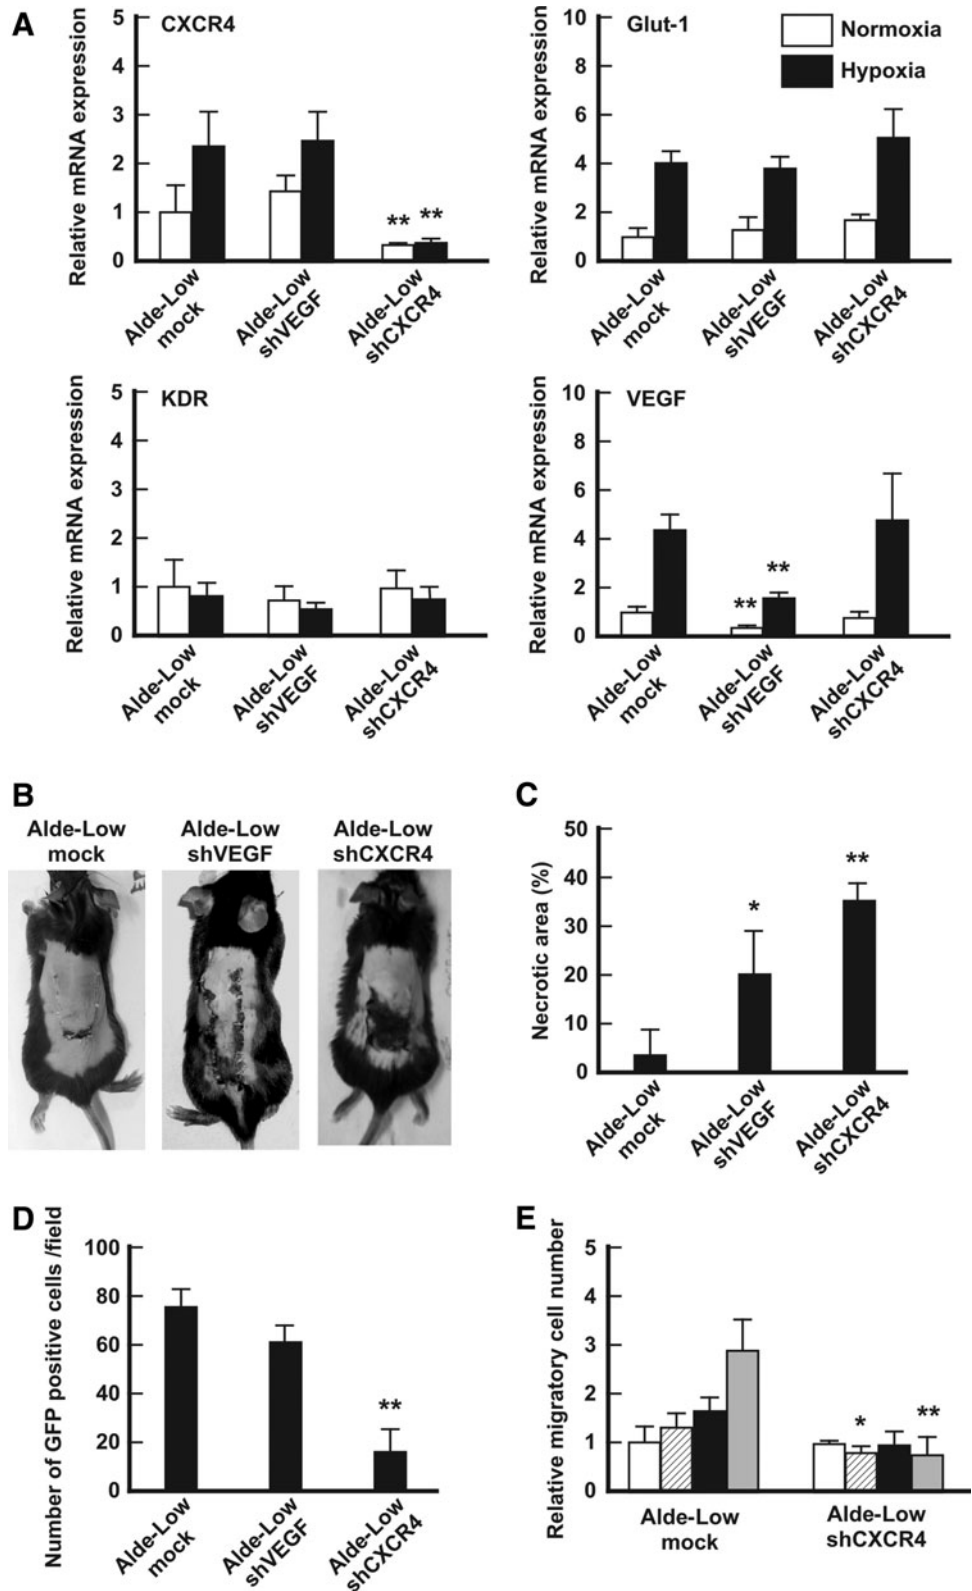 A
CXCR4
Relative mRNA expression
5
4
3
2
1
0
**
**
Alde-Low
mock
Alde-Low
shVEGF
Alde-Low
shCXCR4
Glut-1
Relative mRNA expression
10
8
6
4
2
0
Normoxia
Hypoxia
Alde-Low
mock
Alde-Low
shVEGF
Alde-Low
shCXCR4
KDR
Relative mRNA expression
5
4
3
2
1
0
Alde-Low
mock
Alde-Low
shVEGF
Alde-Low
shCXCR4
VEGF
Relative mRNA expression
10
8
6
4
2
0
**
**
Alde-Low
mock
Alde-Low
shVEGF
Alde-Low
shCXCR4
B
Alde-Low
mock
Alde-Low
shVEGF
Alde-Low
shCXCR4
C
Necrotic area (%)
50
40
30
20
10
0
*
**
Alde-Low
mock
Alde-Low
shVEGF
Alde-Low
shCXCR4
D
Number of GFP positive cells /field
100
80
60
40
20
0
**
Alde-Low
mock
Alde-Low
shVEGF
Alde-Low
shCXCR4
E
Relative migratory cell number
5
4
3
2
1
0
*
**
Alde-Low
mock
Alde-Low
shCXCR4